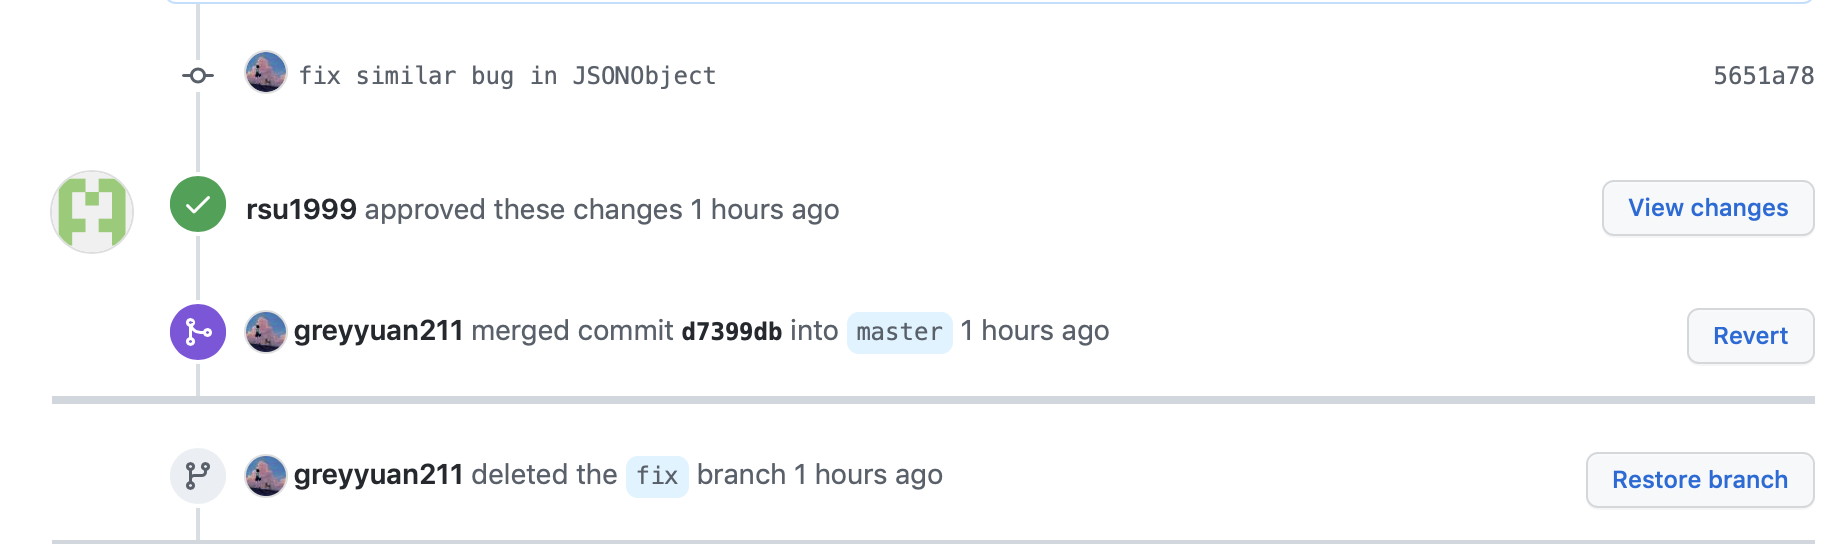 fix similar bug in JSONObject 5651a78
rsu1999 approved these changes 1 hours ago View changes
greyyuan211 merged commit d7399db into master 1 hours ago Revert
greyyuan211 deleted the fix branch 1 hours ago Restore branch